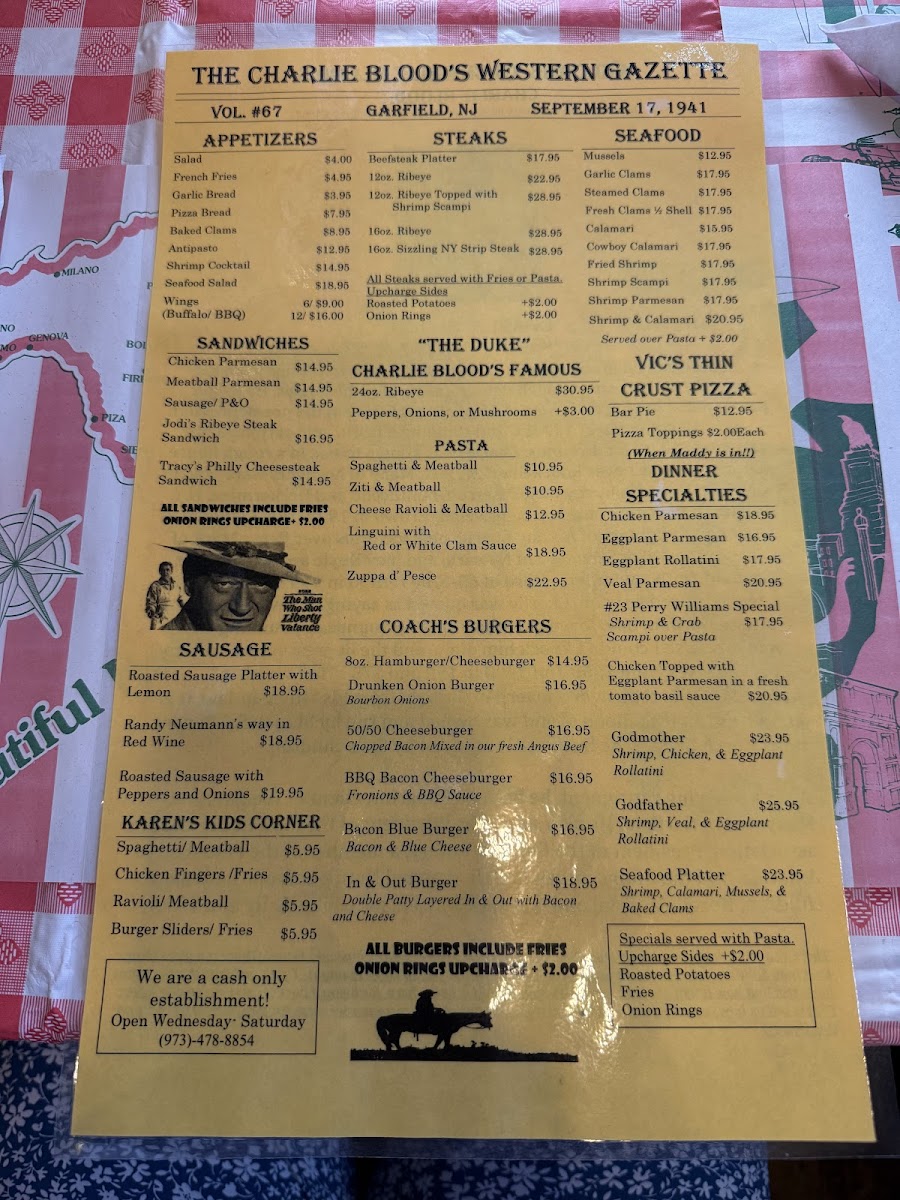 THE CHARLIE BLOOD'S WESTERN GAZETTE
VOL. #67 GARFIELD, NJ SEPTEMBER 17, 1941
APPETIZERS
Salad $4.00
French Fries $4.95
Garlic Bread $3.95
Pizza Bread $7.95
Baked Clams $8.95
Antipasto $12.95
Shrimp Cocktail $14.95
Seafood Salad $18.95
Wings 6/ $9.00
(Buffalo/ BBQ) 12/ $16.00
SANDWICHES
Chicken Parmesan $14.95
Meatball Parmesan $14.95
Sausage/ P&O $14.95
Jodi's Ribeye Steak
Sandwich $16.95
Tracy's Philly Cheesesteak
Sandwich $14.95
ALL SANDWICHES INCLUDE FRIES
ONION RINGS UPCHARGE+ $2.00
The Man
Who Shot
Liberty
Valance
SAUSAGE
Roasted Sausage Platter with
Lemon $18.95
Randy Neumann's way in
Red Wine $18.95
Roasted Sausage with
Peppers and Onions $19.95
KAREN'S KIDS CORNER
Spaghetti/ Meatball $5.95
Chicken Fingers /Fries $5.95
Ravioli/ Meatball $5.95
Burger Sliders/ Fries $5.95
We are a cash only
establishment!
Open Wednesday- Saturday
(973)-478-8854
STEAKS
Beefsteak Platter $17.95
12oz. Ribeye $22.95
12oz. Ribeye Topped with $28.95
Shrimp Scampi
16oz. Ribeye $28.95
16oz. Sizzling NY Strip Steak $28.95
All Steaks served with Fries or Pasta.
Upcharge Sides
Roasted Potatoes +$2.00
Onion Rings +$2.00
"THE DUKE"
CHARLIE BLOOD'S FAMOUS
24oz. Ribeye $30.95
Peppers, Onions, or Mushrooms +$3.00
PASTA
Spaghetti & Meatball $10.95
Ziti & Meatball $10.95
Cheese Ravioli & Meatball $12.95
Linguini with
Red or White Clam Sauce $18.95
Zuppa d' Pesce $22.95
COACH'S BURGERS
8oz. Hamburger/Cheeseburger $14.95
Drunken Onion Burger $16.95
Bourbon Onions
50/50 Cheeseburger $16.95
Chopped Bacon Mixed in our fresh Angus Beef
BBQ Bacon Cheeseburger $16.95
Fronions & BBQ Sauce
Bacon Blue Burger $16.95
Bacon & Blue Cheese
In & Out Burger $18.95
Double Patty Layered In & Out with Bacon
and Cheese
ALL BURGERS INCLUDE FRIES
ONION RINGS UPCHARGE + $2.00
SEAFOOD
Mussels $12.95
Garlic Clams $17.95
Steamed Clams $17.95
Fresh Clams ½ Shell $17.95
Calamari $15.95
Cowboy Calamari $17.95
Fried Shrimp $17.95
Shrimp Scampi $17.95
Shrimp Parmesan $17.95
Shrimp & Calamari $20.95
Served over Pasta + $2.00
VIC'S THIN
CRUST PIZZA
Bar Pie $12.95
Pizza Toppings $2.00Each
(When Maddy is in!!)
DINNER
SPECIALTIES
Chicken Parmesan $18.95
Eggplant Parmesan $16.95
Eggplant Rollatini $17.95
Veal Parmesan $20.95
#23 Perry Williams Special
Shrimp & Crab $17.95
Scampi over Pasta
Chicken Topped with
Eggplant Parmesan in a fresh
tomato basil sauce $20.95
Godmother $23.95
Shrimp, Chicken, & Eggplant
Rollatini
Godfather $25.95
Shrimp, Veal, & Eggplant
Rollatini
Seafood Platter $23.95
Shrimp, Calamari, Mussels, &
Baked Clams
Specials served with Pasta.
Upcharge Sides +$2.00
Roasted Potatoes
Fries
Onion Rings
MILANO
GENOVA
PIZA